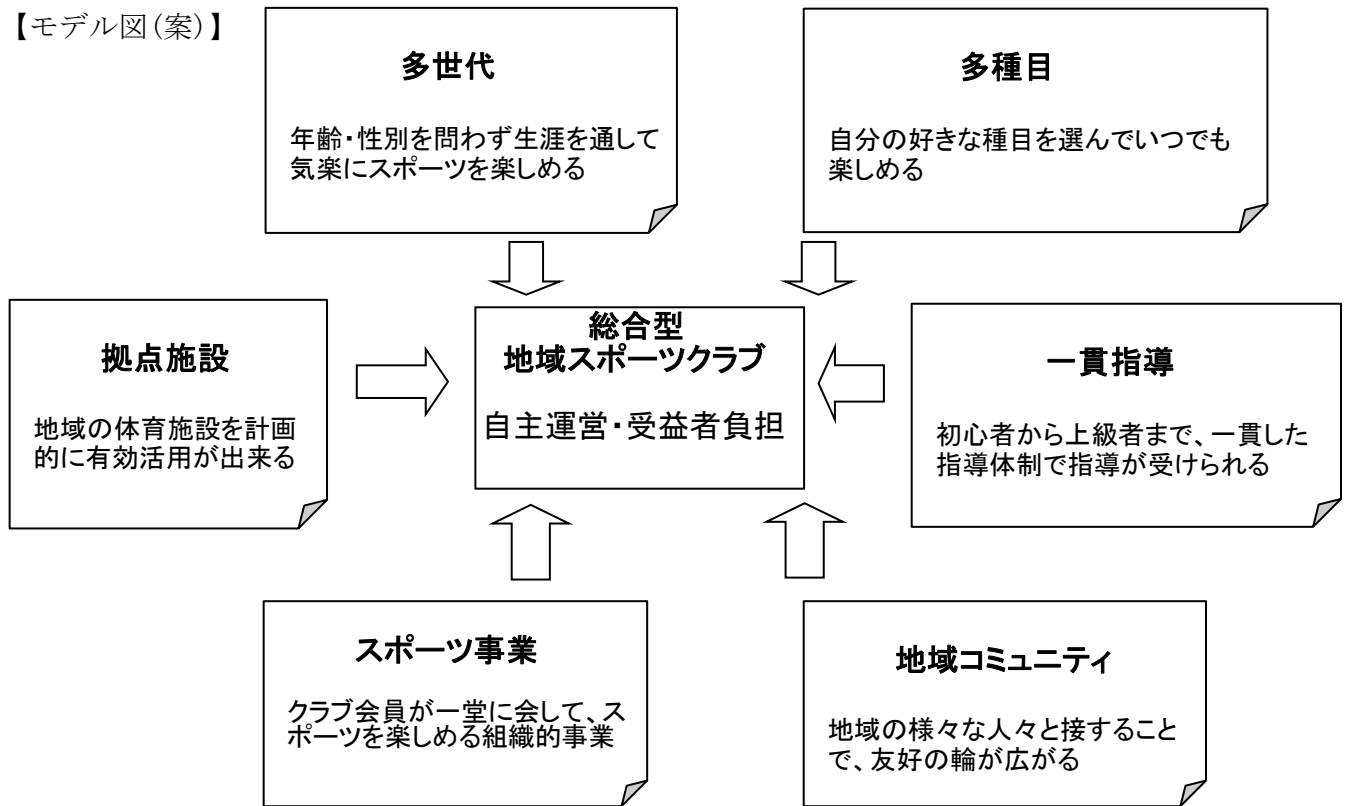 【モデル図(案)】
多世代
年齢・性別を問わず生涯を通して
気楽にスポーツを楽しめる
多種目
自分の好きな種目を選んでいつでも
楽しめる
拠点施設
地域の体育施設を計画
的に有効活用が出来る
総合型
地域スポーツクラブ
自主運営・受益者負担
一貫指導
初心者から上級者まで、一貫した
指導体制で指導が受けられる
スポーツ事業
クラブ会員が一堂に会して、ス
ポーツを楽しめる組織的事業
地域コミュニティ
地域の様々な人々と接すること
で、友好の輪が広がる